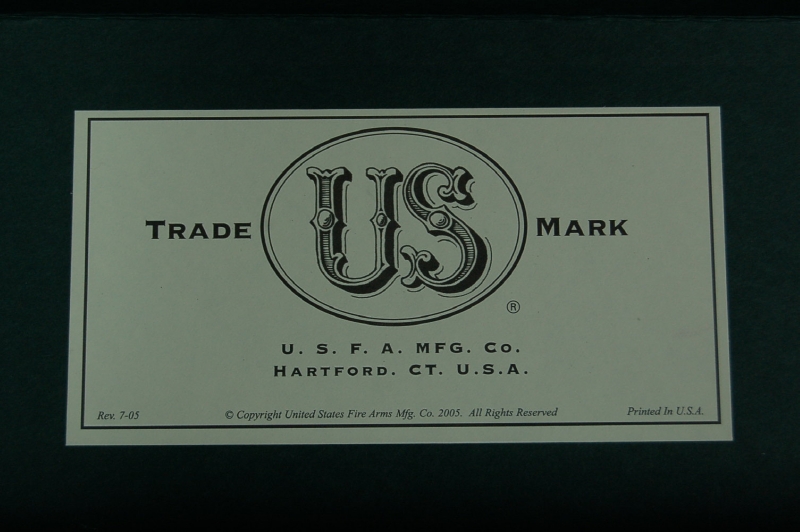 TRADE US MARK
®
U. S. F. A. MFG. CO.
HARTFORD. CT. U.S.A.
Rev. 7-05 © Copyright United States Fire Arms Mfg. Co. 2005. All Rights Reserved Printed In U.S.A.